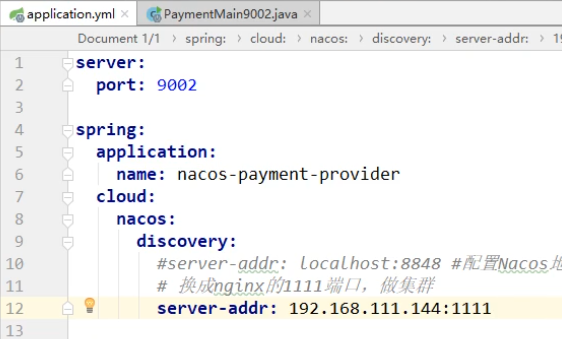 application.yml
PaymentMain9002.java
Document 1/1 spring: cloud: nacos: discovery: server-addr:
1 server:
2 port: 9002
3
4 spring:
5 application:
6 name: nacos-payment-provider
7 cloud:
8 nacos:
9 discovery:
10 #server-addr: localhost:8848 #配置Nacos
11 # 换成nginx的1111端口，做集群
12 server-addr: 192.168.111.144:1111
13